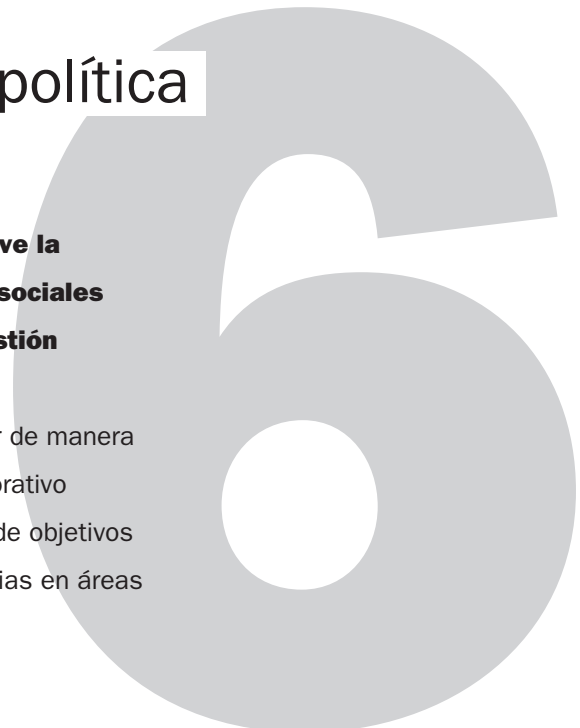 política
6
ve la
sociales
stión
r de manera
orativo
de objetivos
ias en áreas